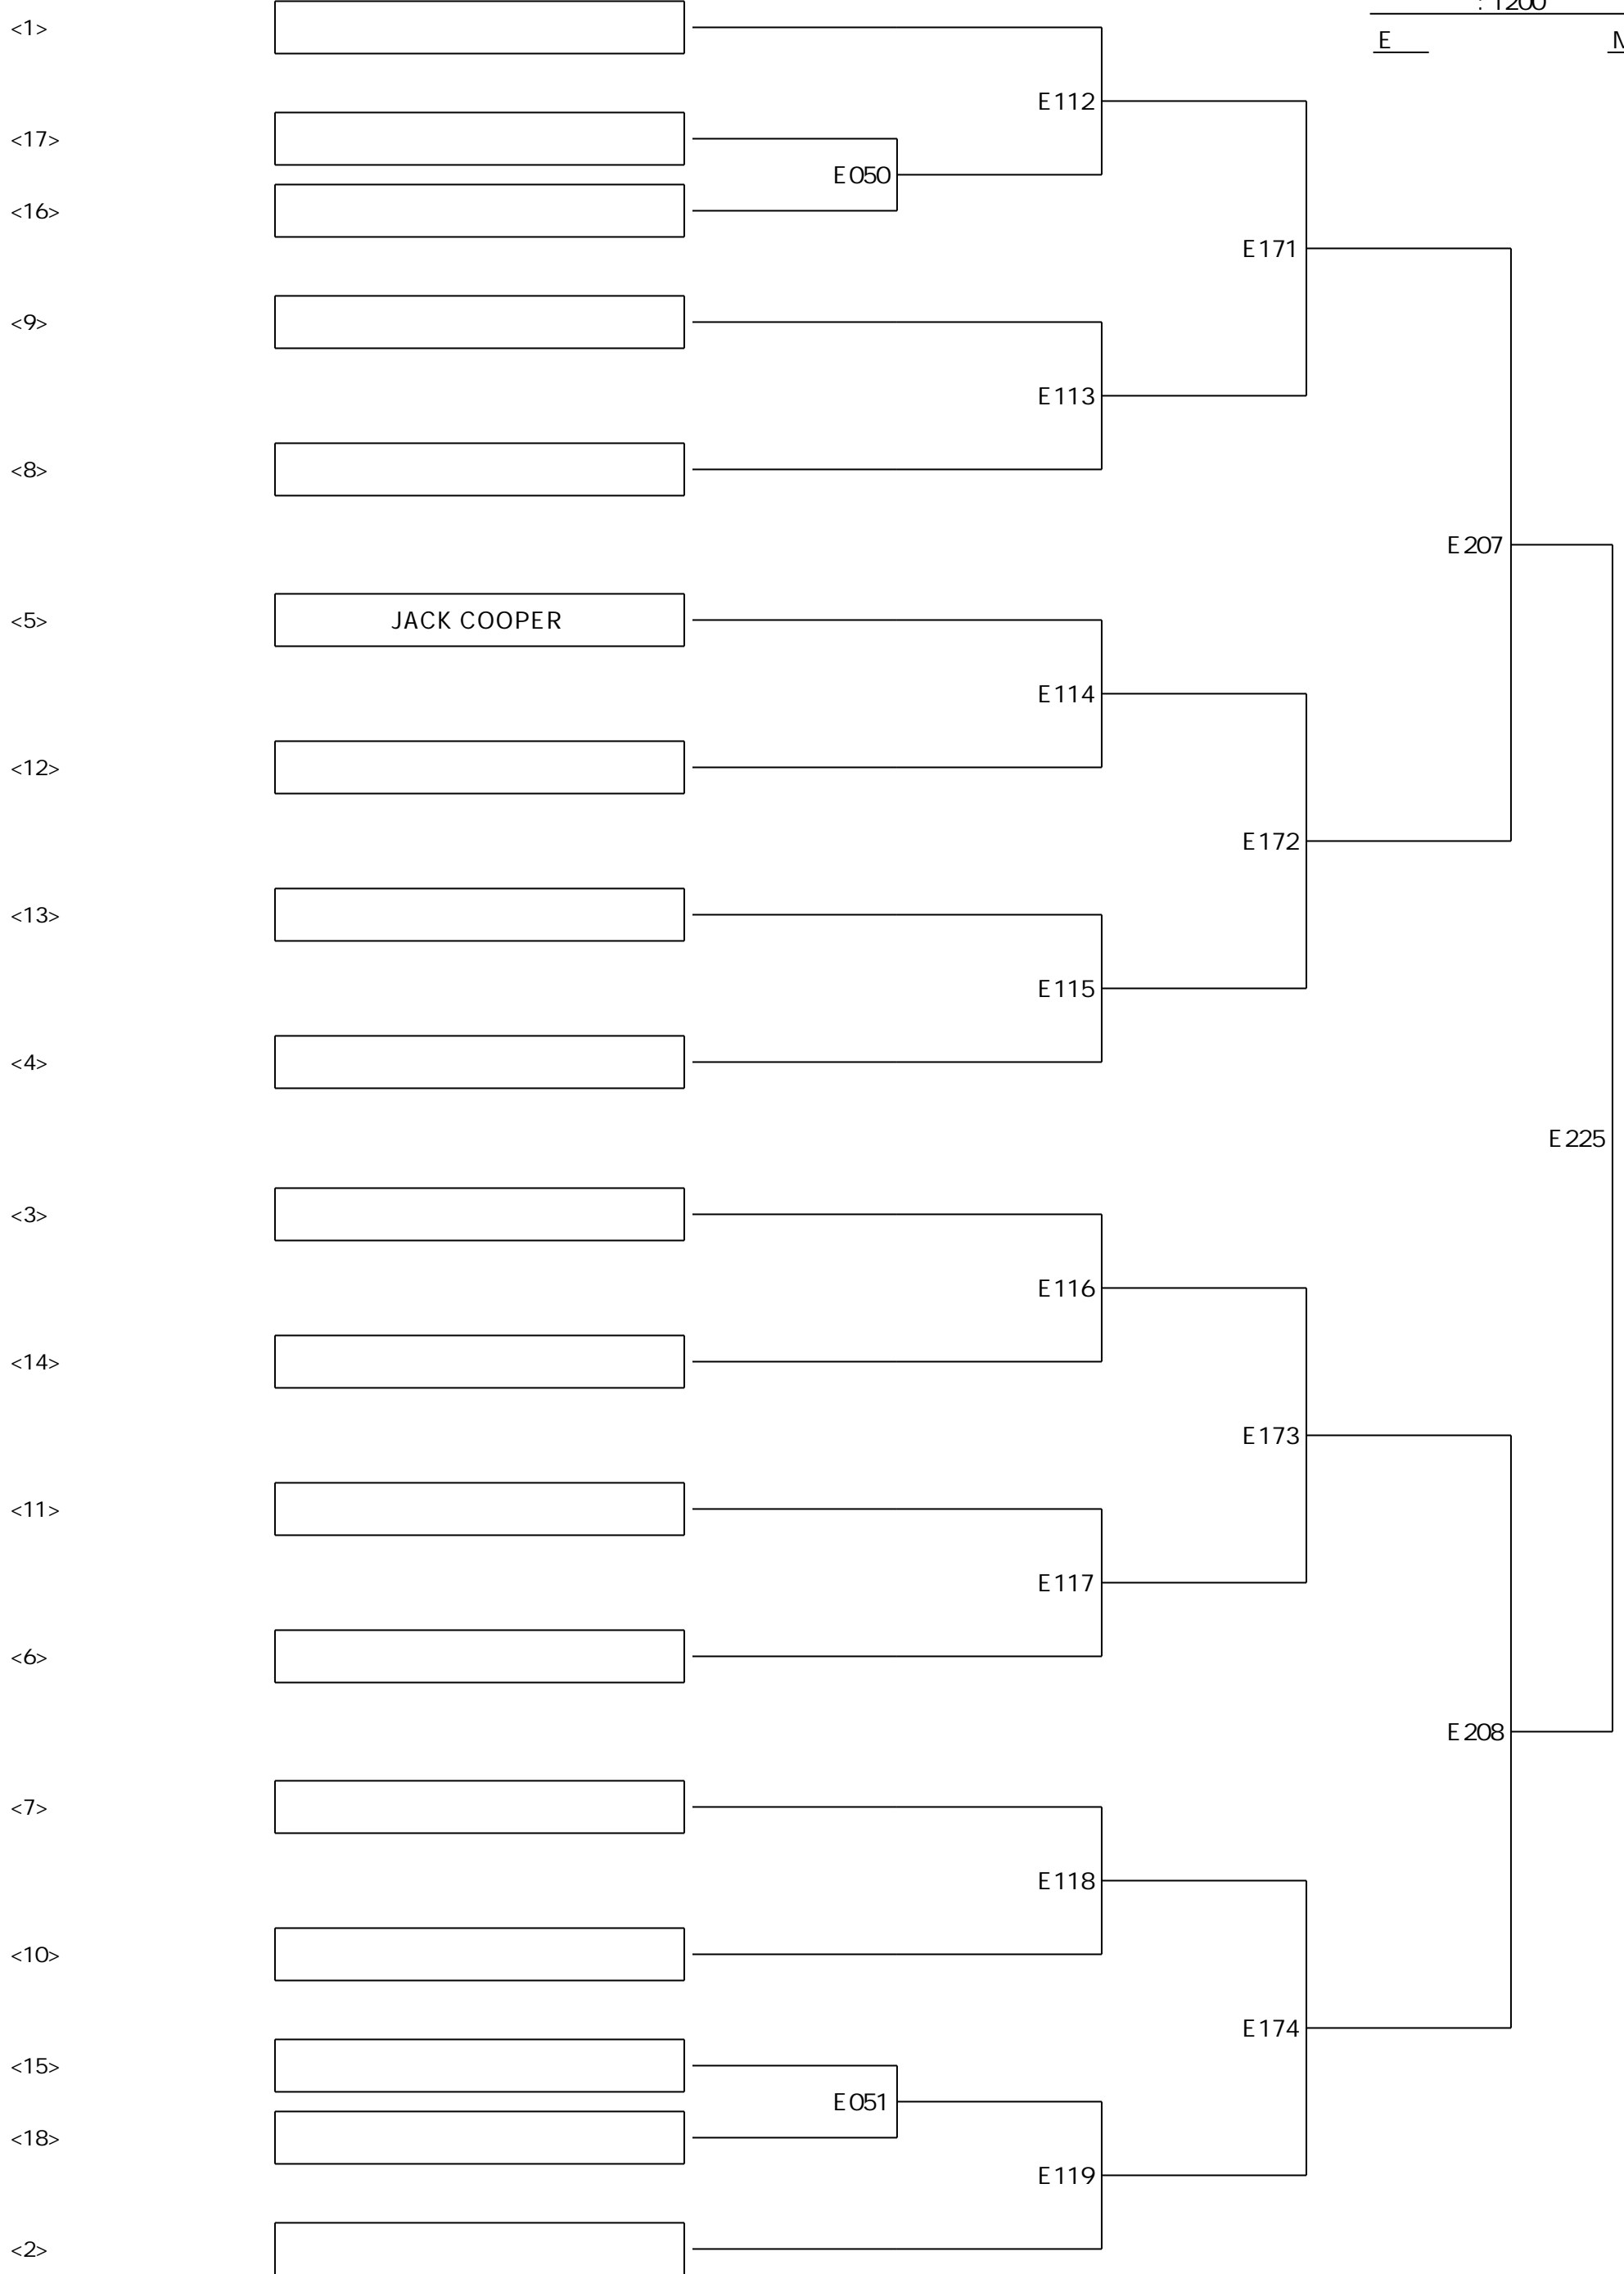 : 1200
<1>
E
E112
<17>
E050
<16>
E171
<9>
E113
<8>
E207
<5> JACK COOPER
E114
<12>
E172
<13>
E115
<4>
E225
<3>
E116
<14>
E173
<11>
E117
<6>
E208
<7>
E118
<10>
E174
<15>
E051
<18>
E119
<2>